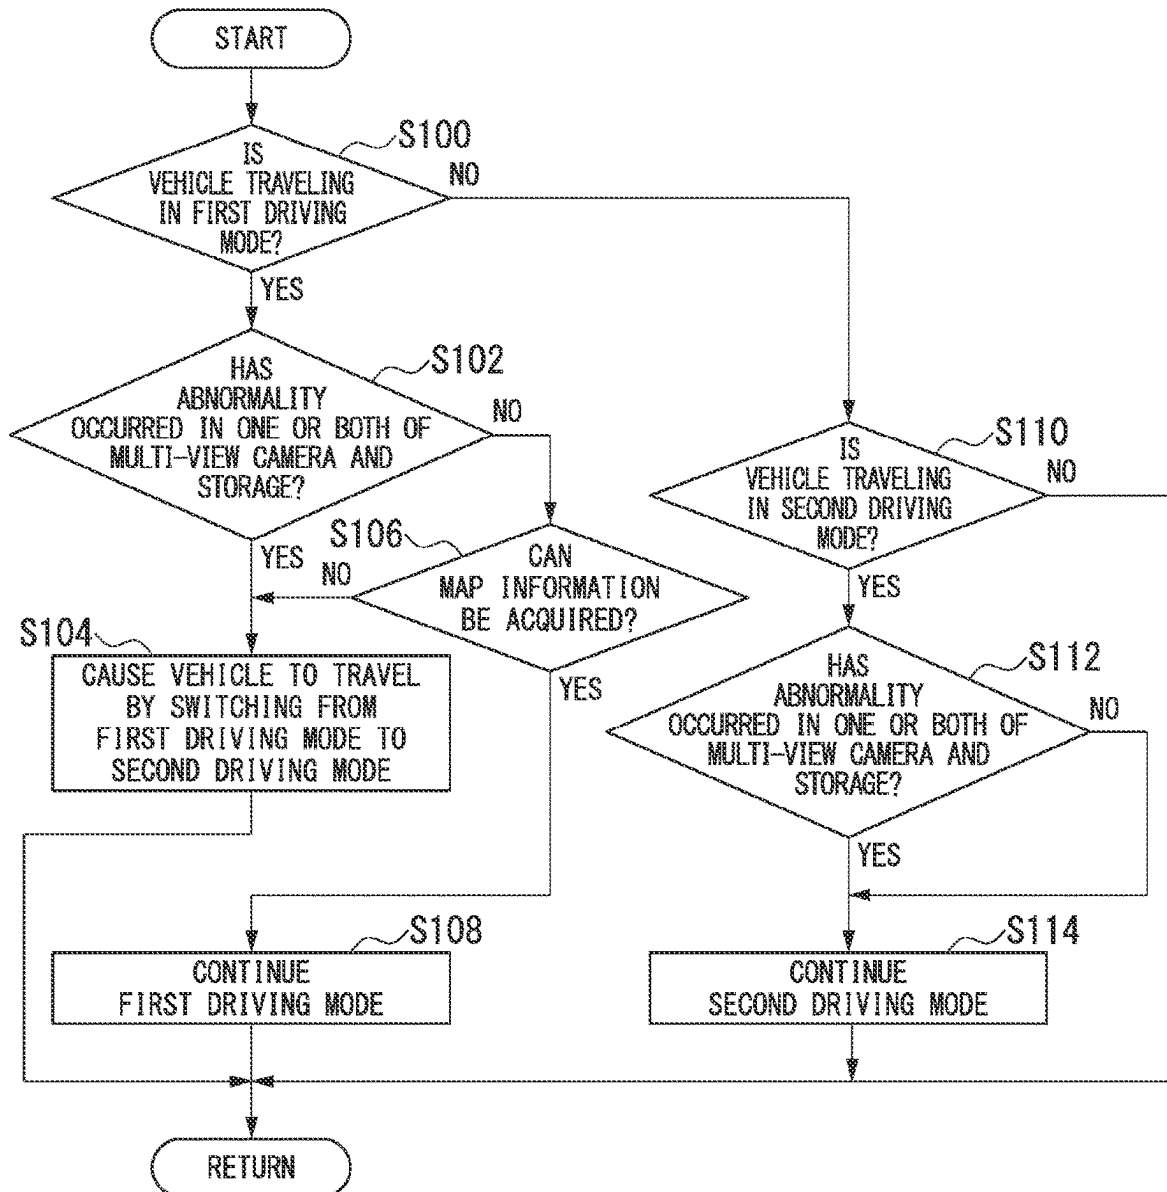 START
S100
IS
VEHICLE TRAVELING
IN FIRST DRIVING
MODE?
NO
YES
S102
HAS
ABNORMALITY
OCCURRED IN ONE OR BOTH OF
MULTI-VIEW CAMERA AND
STORAGE?
NO
YES
S106
CAN
MAP INFORMATION
BE ACQUIRED?
NO
YES
S104
CAUSE VEHICLE TO TRAVEL
BY SWITCHING FROM
FIRST DRIVING MODE TO
SECOND DRIVING MODE
S108
CONTINUE
FIRST DRIVING MODE
S110
IS
VEHICLE TRAVELING
IN SECOND DRIVING
MODE?
NO
YES
S112
HAS
ABNORMALITY
OCCURRED IN ONE OR BOTH OF
MULTI-VIEW CAMERA AND
STORAGE?
NO
YES
S114
CONTINUE
SECOND DRIVING MODE
RETURN